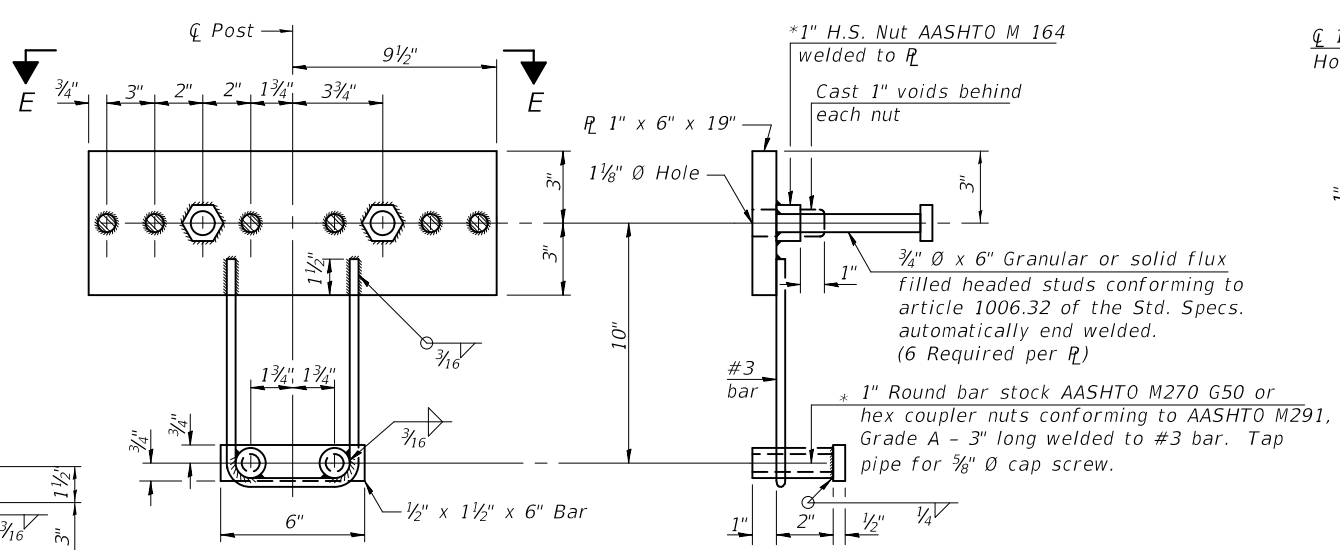 ℄ Post
9½"
E
E
¾"
3"
2"
2"
1¾"
3¾"
3"
3"
1½"
3/16
1¾"
1¾"
3/16
¾"
¾"
6"
½" x 1½" x 6" Bar
1½"
3/16
3"
*1" H.S. Nut AASHTO M 164
welded to ℄
Cast 1" voids behind
each nut
PL 1" x 6" x 19"
1⅛" Ø Hole
3"
1"
¾" Ø x 6" Granular or solid flux
filled headed studs conforming to
article 1006.32 of the Std. Specs.
automatically end welded.
(6 Required per PL)
10"
#3
bar
* 1" Round bar stock AASHTO M270 G50 or
hex coupler nuts conforming to AASHTO M291,
Grade A - 3" long welded to #3 bar. Tap
pipe for ⅝" Ø cap screw.
¼
1"
2"
½"
℄ 1
Ho
1"